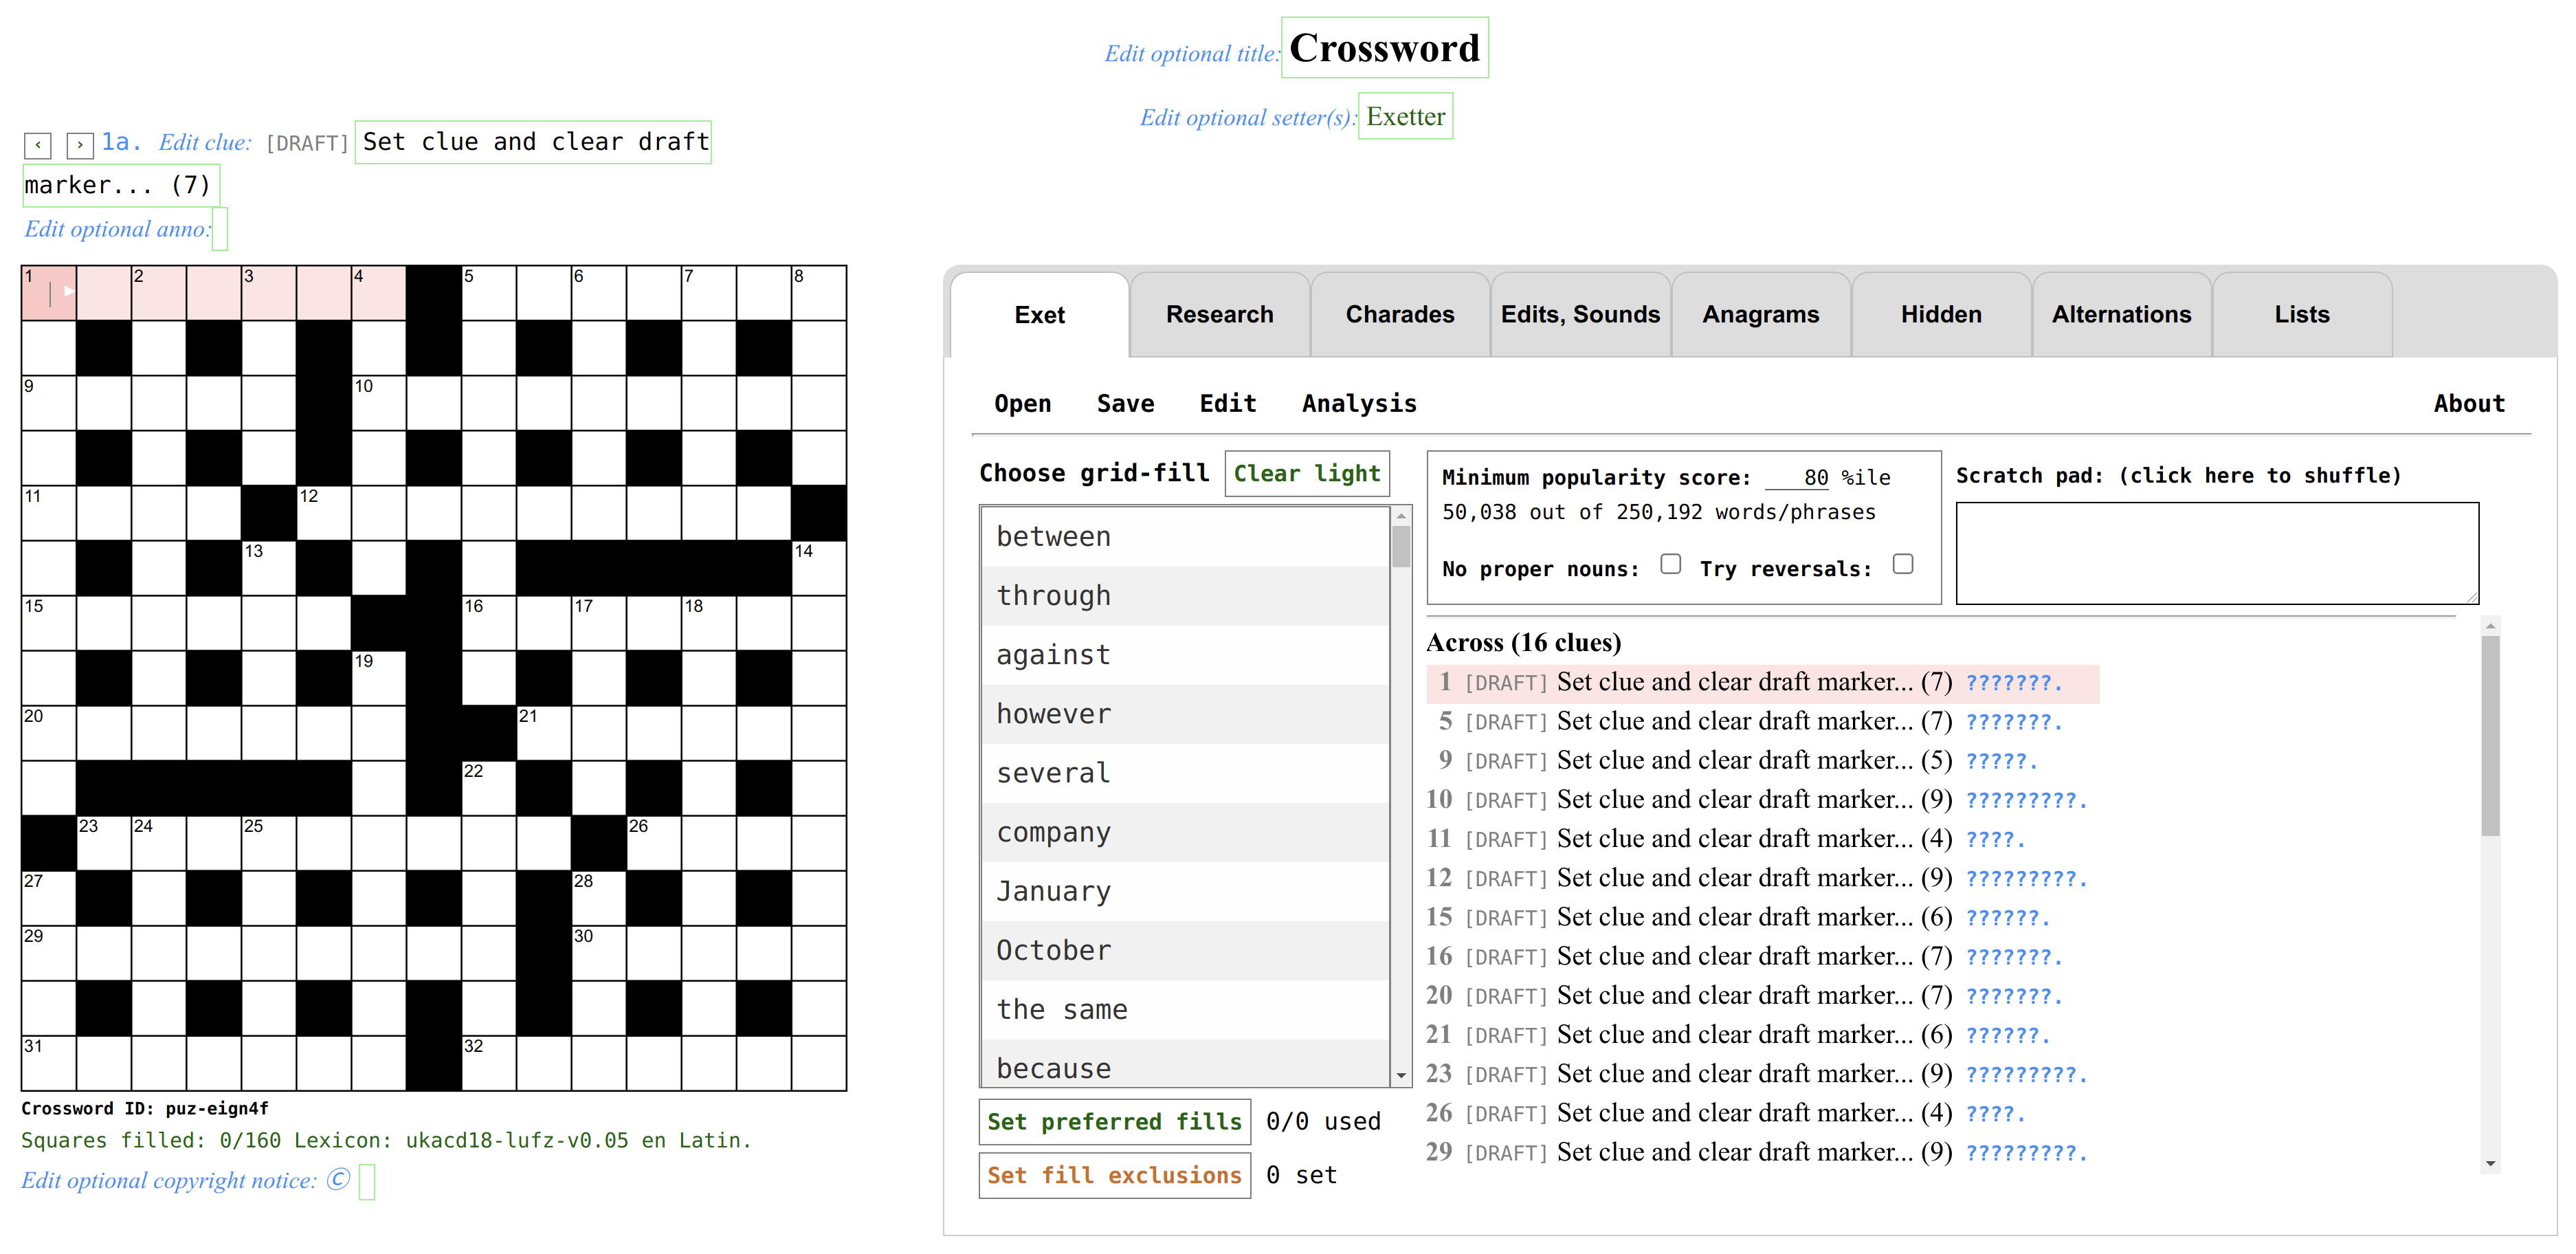 Edit optional title: Crossword
Edit optional setter(s): Exetter
‹ › 1a. Edit clue: [DRAFT] Set clue and clear draft
marker... (7)
Edit optional anno:
1 2 3 4 5 6 7 8
9 10
11 12
13 14
15 16 17 18
19
20 21
22
23 24 25 26
27 28
29 30
31 32
Crossword ID: puz-eign4f
Squares filled: 0/160 Lexicon: ukacd18-lufz-v0.05 en Latin.
Edit optional copyright notice: ©
Exet Research Charades Edits, Sounds Anagrams Hidden Alternations Lists
Open Save Edit Analysis About
Choose grid-fill Clear light
between
through
against
however
several
company
January
October
the same
because
Set preferred fills 0/0 used
Set fill exclusions 0 set
Minimum popularity score: 80 %ile
50,038 out of 250,192 words/phrases
No proper nouns: Try reversals:
Scratch pad: (click here to shuffle)
Across (16 clues)
1 [DRAFT] Set clue and clear draft marker... (7) ???????.
5 [DRAFT] Set clue and clear draft marker... (7) ???????.
9 [DRAFT] Set clue and clear draft marker... (5) ?????.
10 [DRAFT] Set clue and clear draft marker... (9) ?????????.
11 [DRAFT] Set clue and clear draft marker... (4) ????.
12 [DRAFT] Set clue and clear draft marker... (9) ?????????.
15 [DRAFT] Set clue and clear draft marker... (6) ??????.
16 [DRAFT] Set clue and clear draft marker... (7) ???????.
20 [DRAFT] Set clue and clear draft marker... (7) ???????.
21 [DRAFT] Set clue and clear draft marker... (6) ??????.
23 [DRAFT] Set clue and clear draft marker... (9) ?????????.
26 [DRAFT] Set clue and clear draft marker... (4) ????.
29 [DRAFT] Set clue and clear draft marker... (9) ?????????.